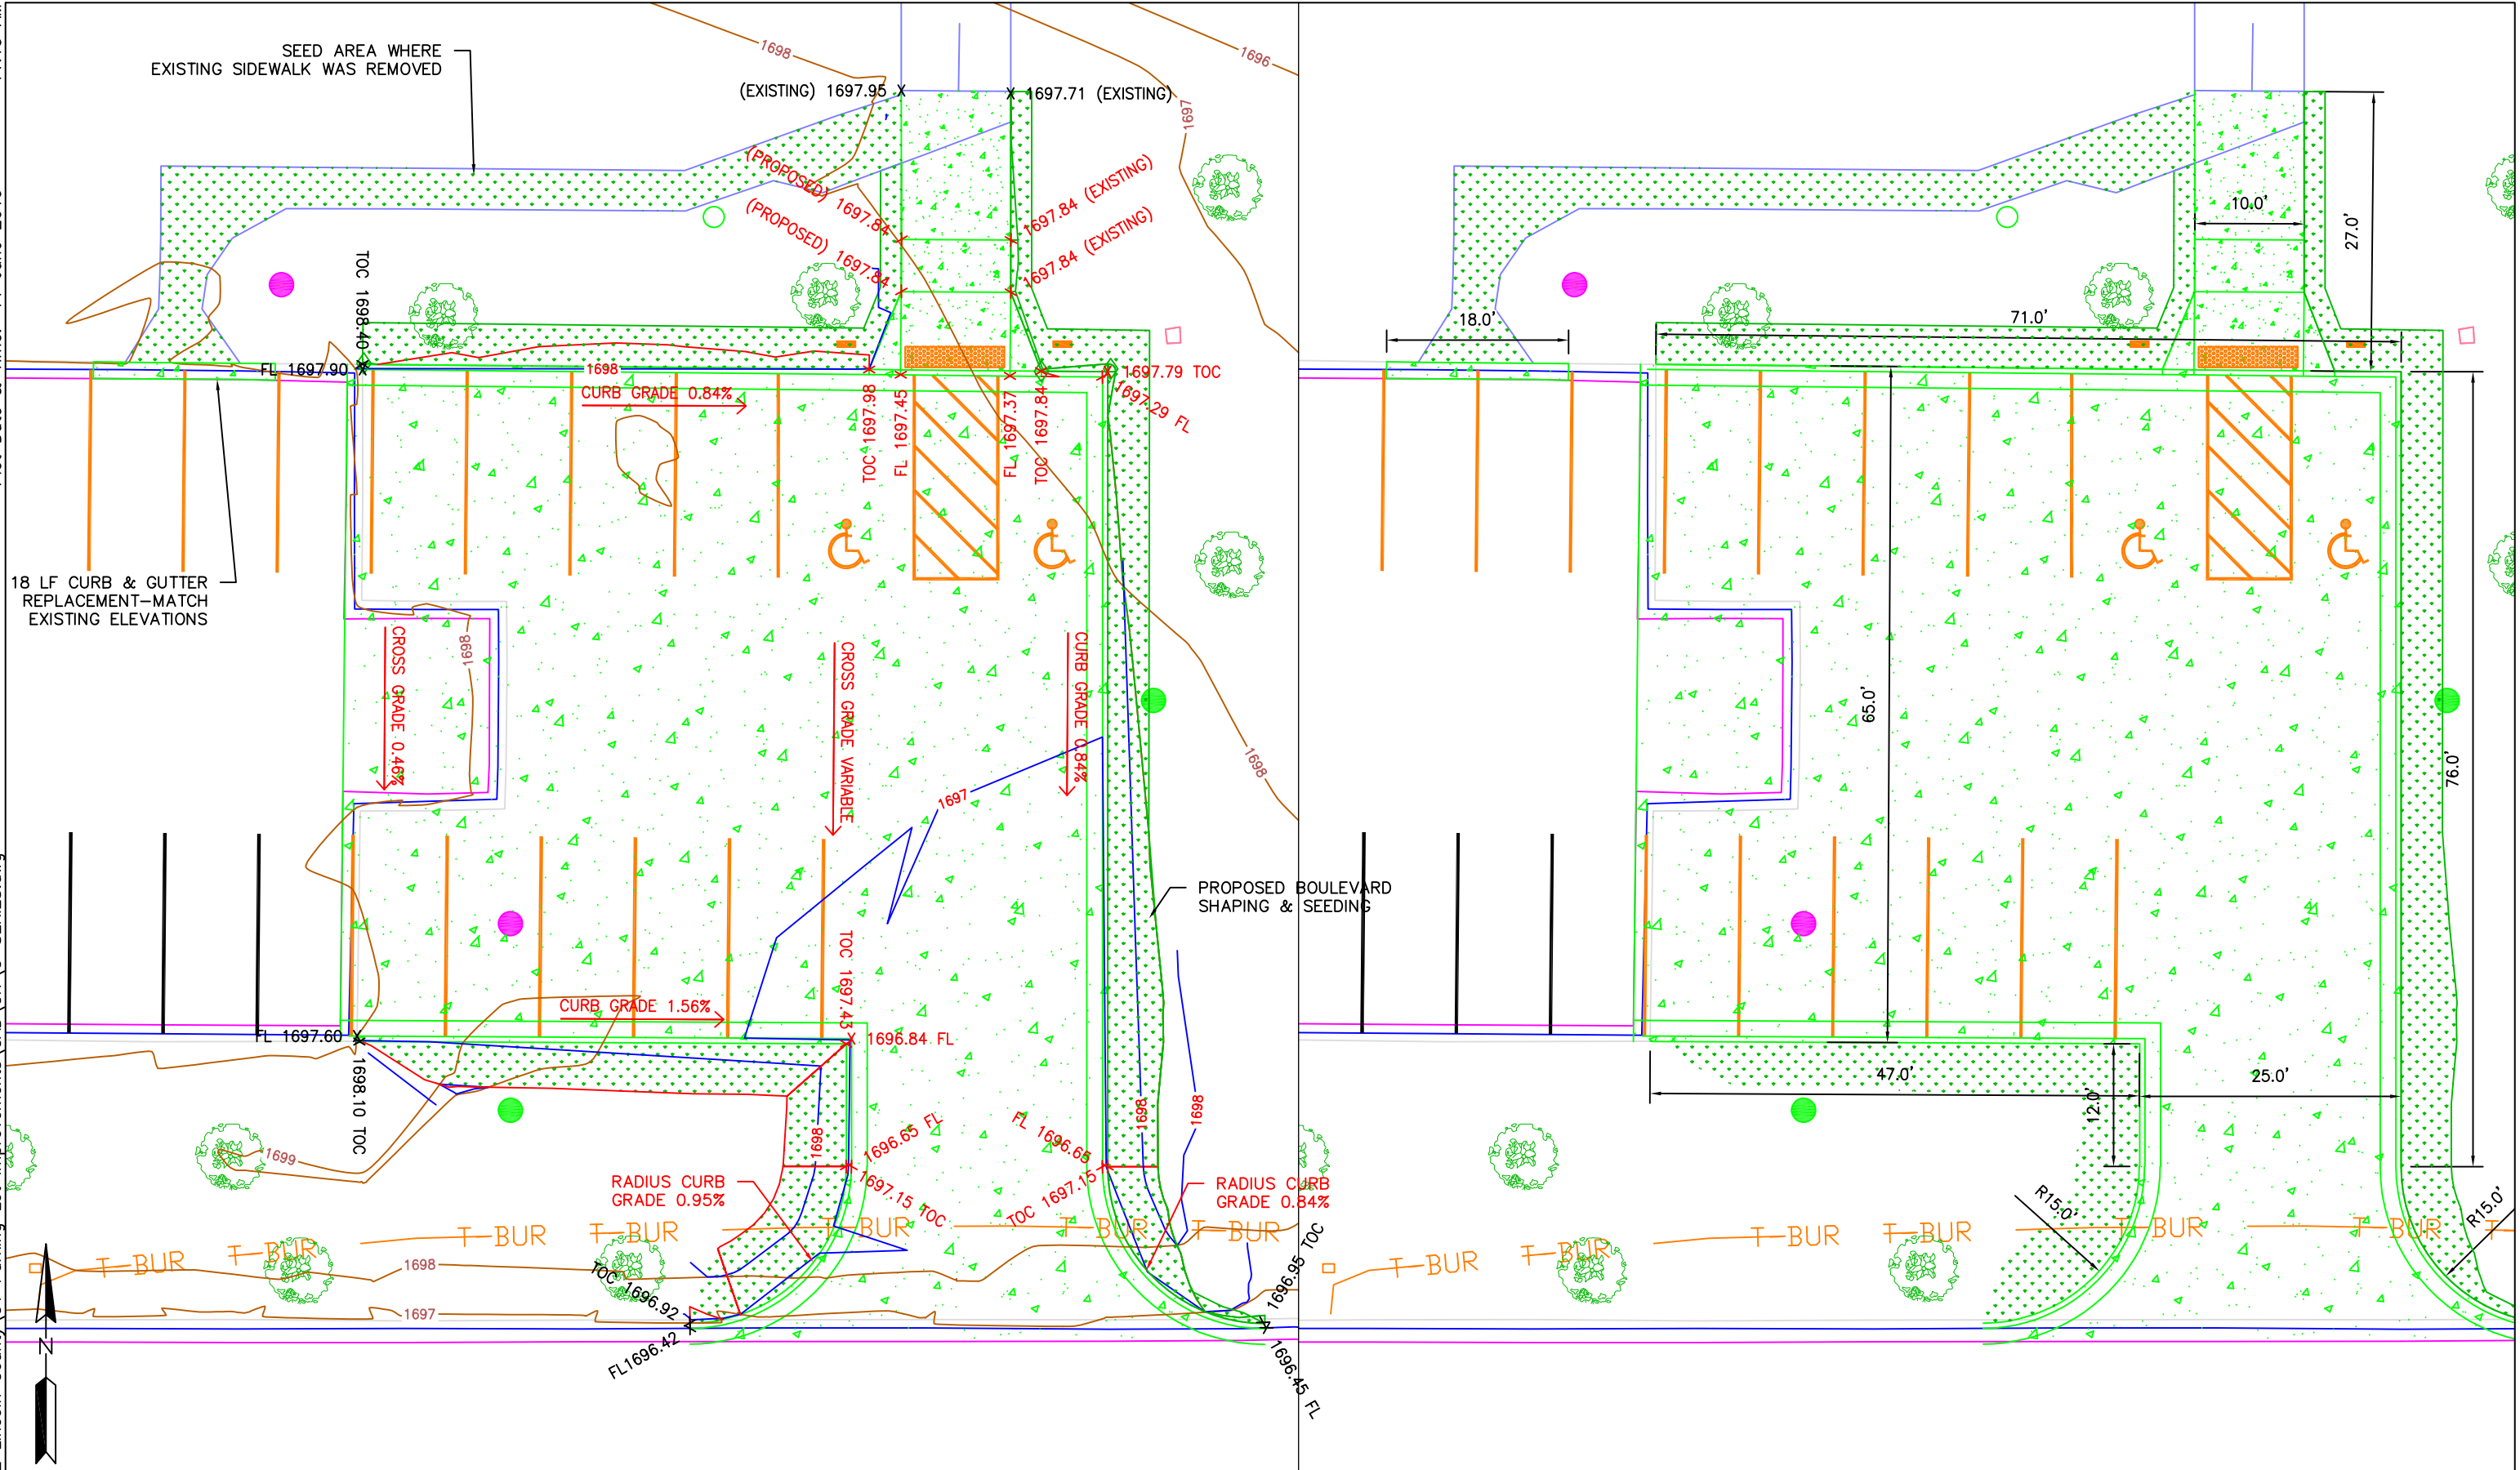 SEED AREA WHERE
EXISTING SIDEWALK WAS REMOVED
1698
1696
(EXISTING) 1697.95 X
X 1697.71 (EXISTING)
1697
(PROPOSED) 1697.84
1697.84 (EXISTING)
(PROPOSED) 1697.84
1697.84 (EXISTING)
TOC 1698.40
FL 1697.90
1698
CURB GRADE 0.84%
TOC 1697.98
FL 1697.45
FL 1697.37
TOC 1697.84
1697.79 TOC
1697.29 FL
18 LF CURB & GUTTER
REPLACEMENT-MATCH
EXISTING ELEVATIONS
CROSS GRADE 0.46%
1698
CROSS GRADE VARIABLE
CURB GRADE 0.84%
1698
1697
PROPOSED BOULEVARD
SHAPING & SEEDING
TOC 1697.43
CURB GRADE 1.56%
FL 1697.60
1696.84 FL
1698.10 TOC
1698
1696.65 FL
FL 1696.65
1698
1698
1699
RADIUS CURB
GRADE 0.95%
1697.15 TOC
TOC 1697.15
RADIUS CURB
GRADE 0.84%
T-BUR
T-BUR
T-BUR
T-BUR
T-BUR
T-BUR
T-BUR
1698
1697
TOC 1696.92
FL1696.42
1696.95 TOC
1696.45 FL
N
10.0'
27.0'
18.0'
71.0'
65.0'
76.0'
47.0'
12.0'
25.0'
R15.0'
R15.0'
T-BUR
T-BUR
T-BUR
T-BUR
T-BUR
T-BUR